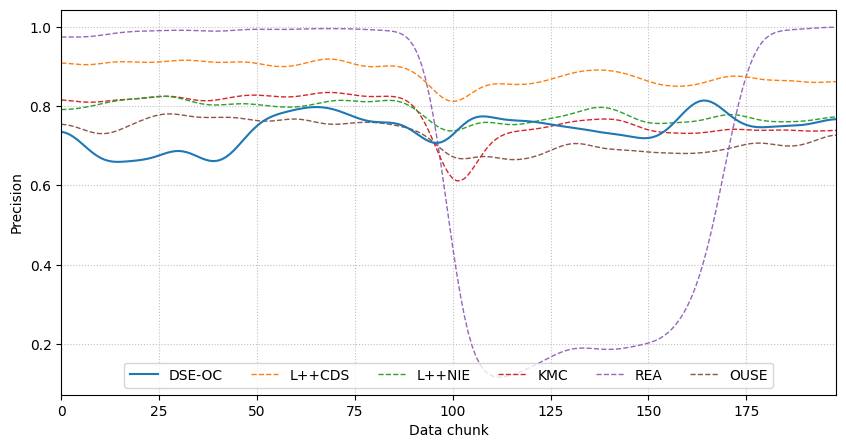 1.0
0.8
0.6
0.4
0.2
Precision
DSE-OC L++CDS L++NIE KMC REA OUSE
0 25 50 75 100 125 150 175
Data chunk